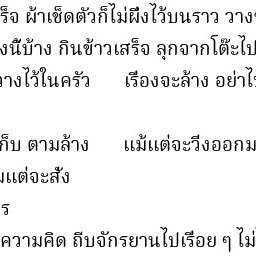 ร็จ ผ้าเช็ดตัวก็ไม่ผึ่งไว้บนราว วาง
งนี้บ้าง กินข้าวเสร็จ ลุกจากโต๊ะไป
วางไว้ในครัว เรื่องจะล้าง อย่าไ
ก็บ ตามล้าง แม้แต่จะวิ่งออกม
มแต่จะสั่ง
ร
ความคิด ถีบจักรยานไปเรื่อย ๆ ไม่